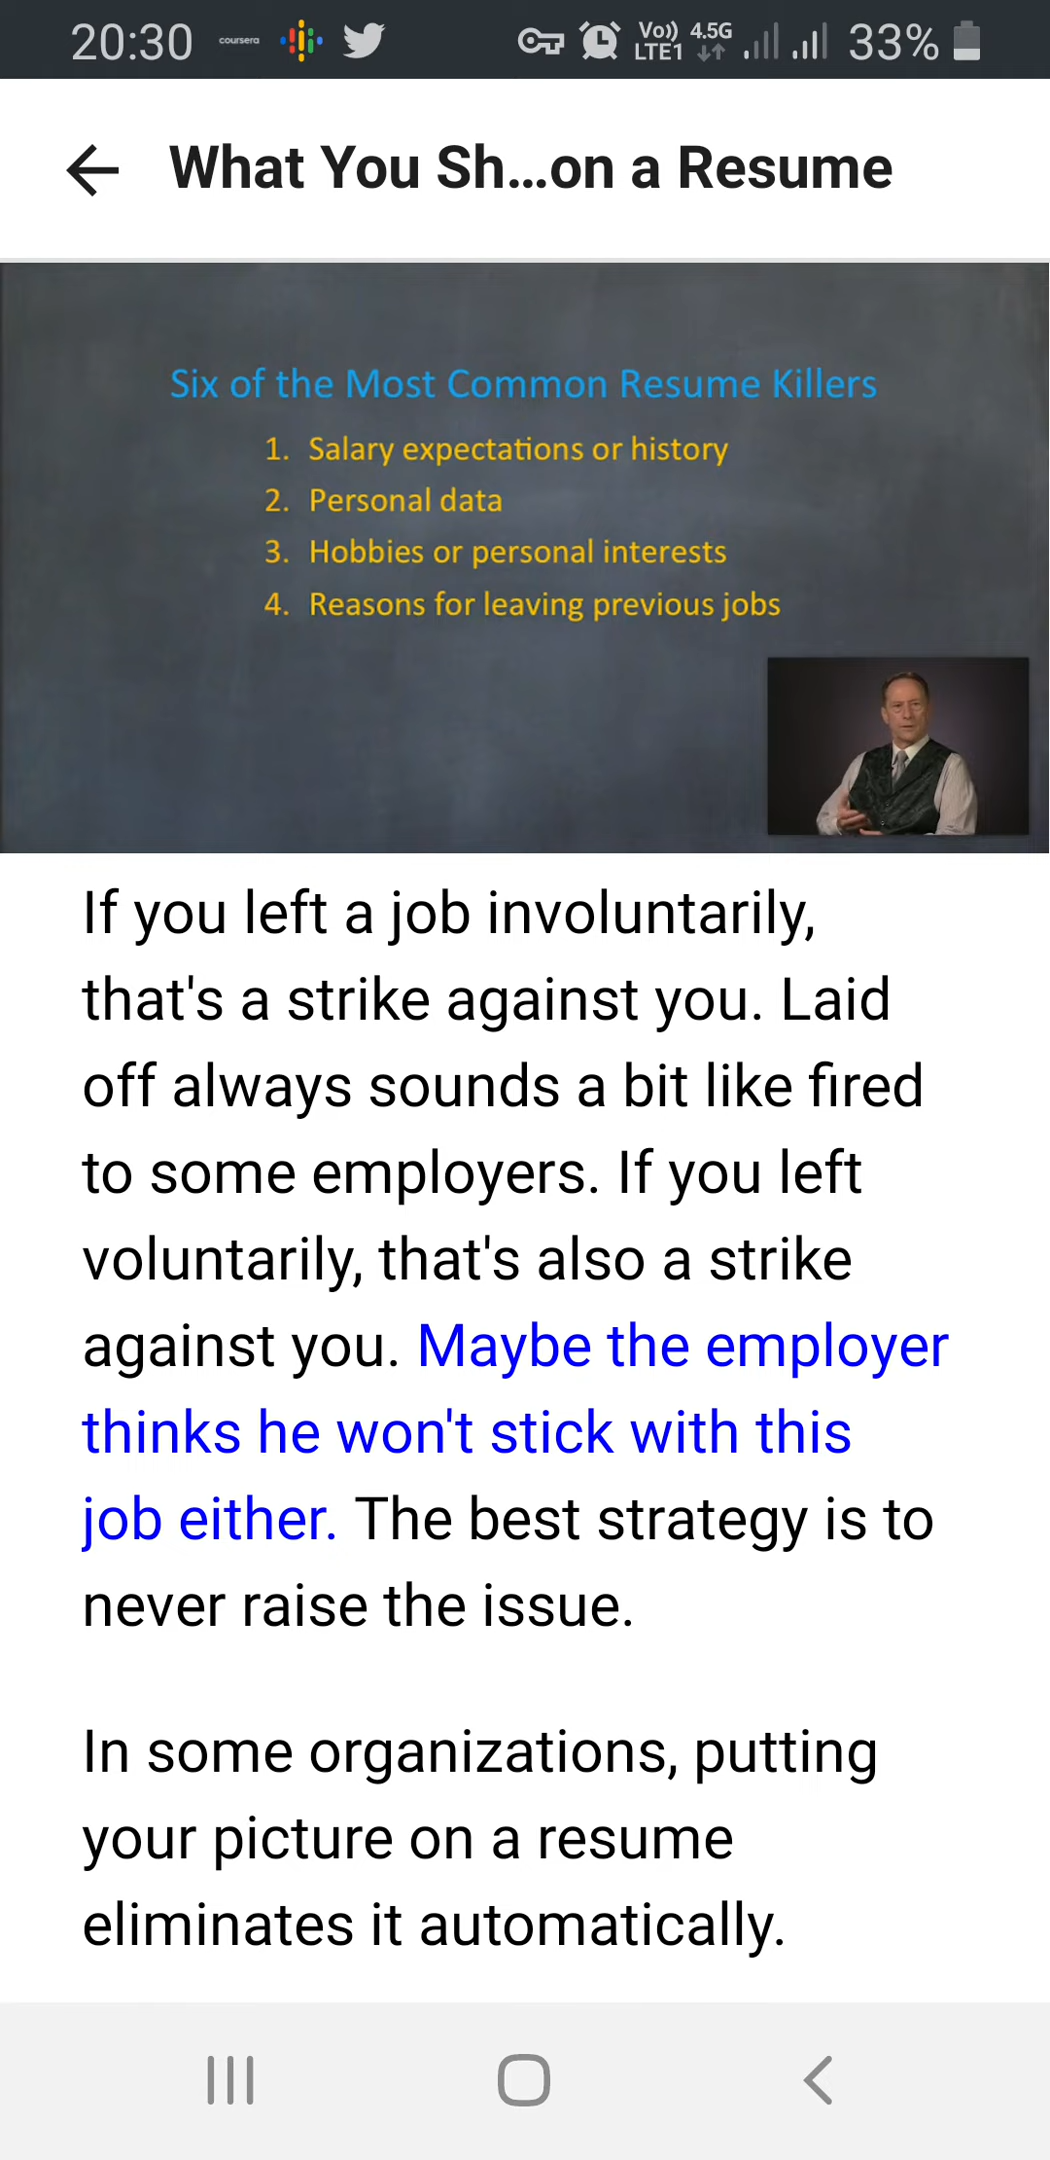 20:30 coursera Vo)) LTE1 4.5G 33%
What You Sh...on a Resume
Six of the Most Common Resume Killers
1. Salary expectations or history
2. Personal data
3. Hobbies or personal interests
4. Reasons for leaving previous jobs
If you left a job involuntarily,
that's a strike against you. Laid
off always sounds a bit like fired
to some employers. If you left
voluntarily, that's also a strike
against you. Maybe the employer
thinks he won't stick with this
job either. The best strategy is to
never raise the issue.
In some organizations, putting
your picture on a resume
eliminates it automatically.